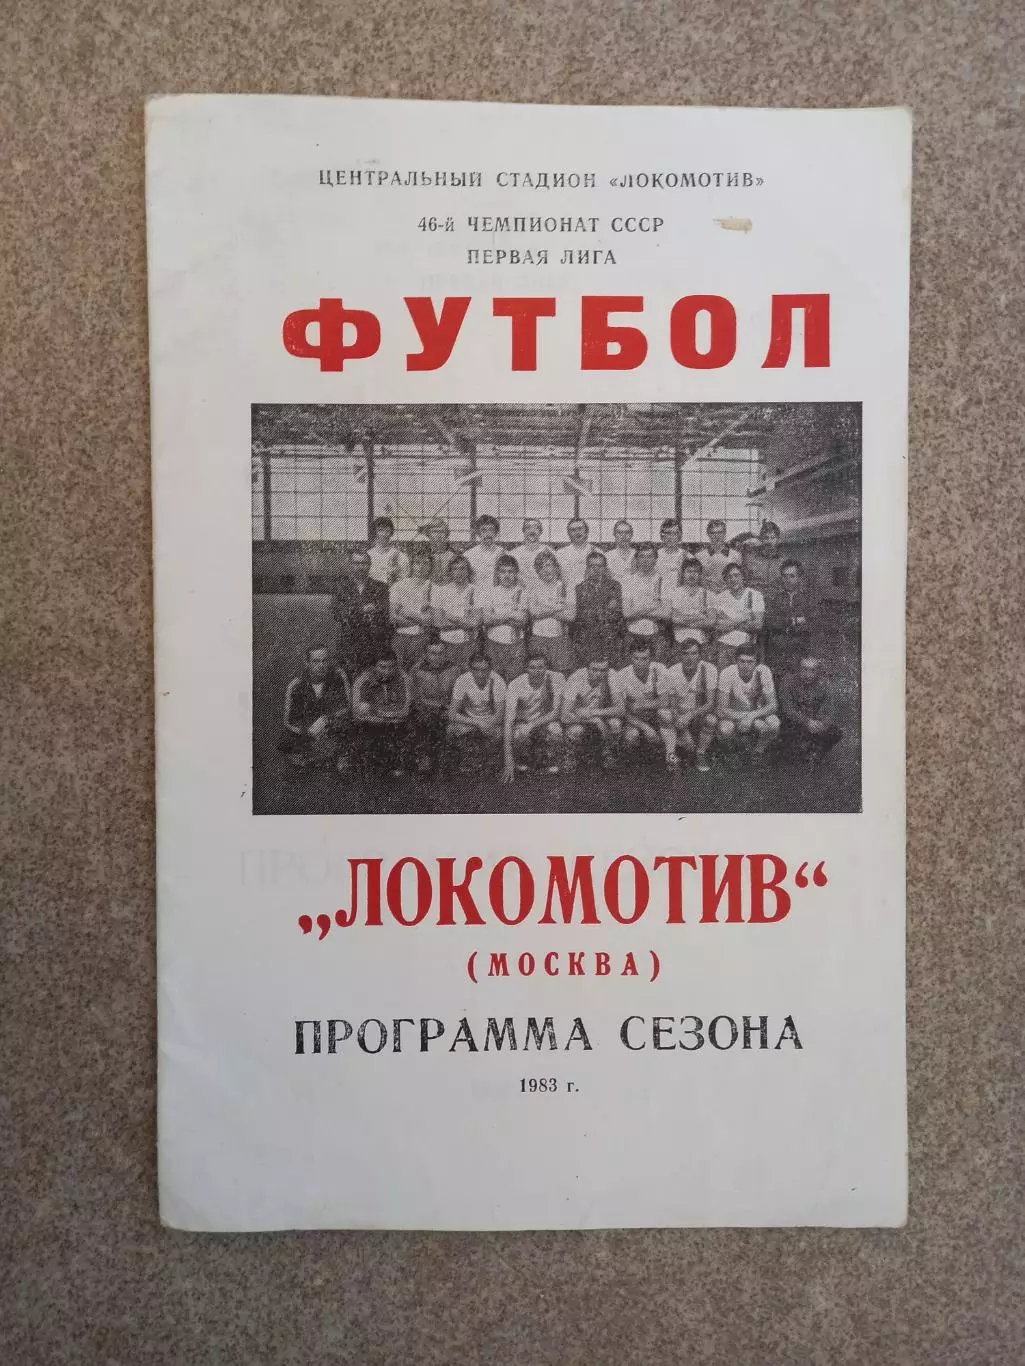 ЦЕНТРАЛЬНЫЙ СТАДИОН «ЛОКОМОТИВ»
46-й ЧЕМПИОНАТ СССР
ПЕРВАЯ ЛИГА
ФУТБОЛ
„ЛОКОМОТИВ“
(МОСКВА)
ПРОГРАММА СЕЗОНА
1983 г.